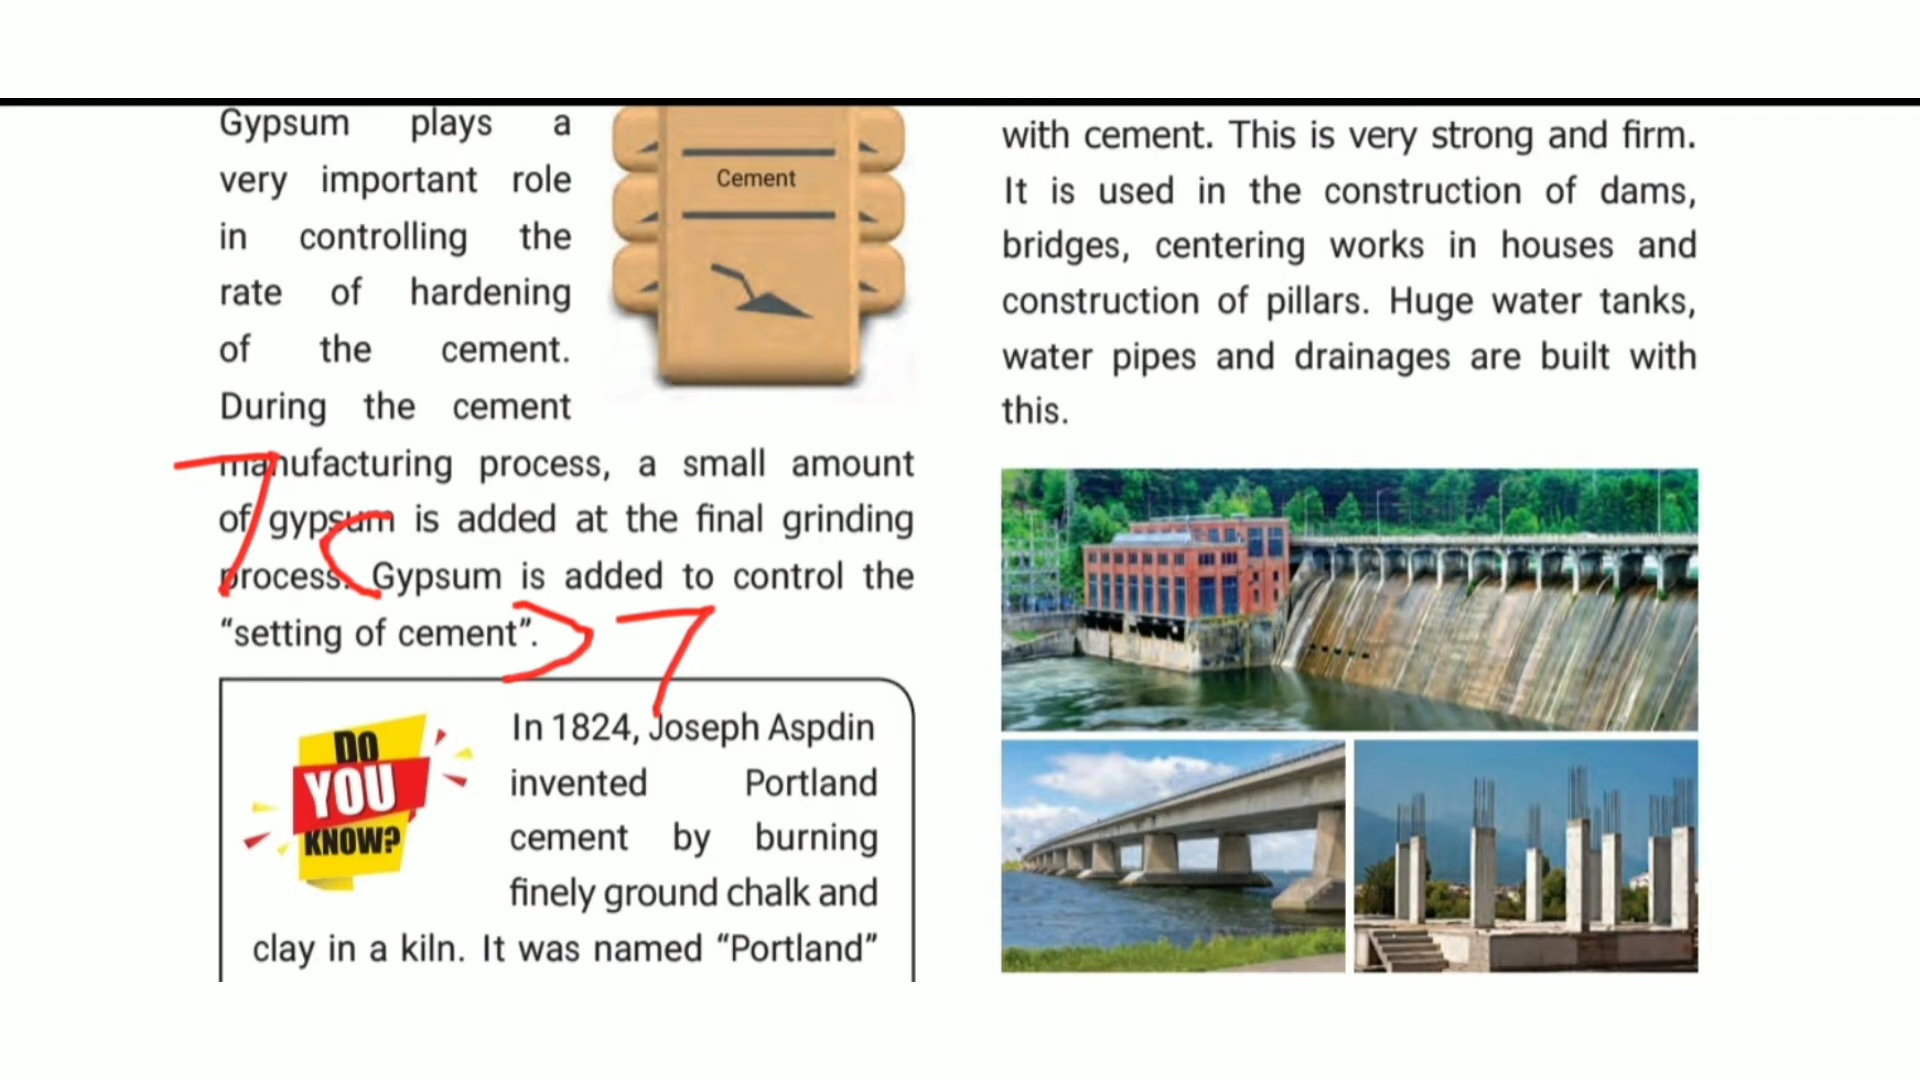 Gypsum plays a
very important role
in controlling the
rate of hardening
of the cement.
During the cement
manufacturing process, a small amount
of gypsum is added at the final grinding
process. Gypsum is added to control the
“setting of cement”.
Cement
DO
YOU
KNOW?
In 1824, Joseph Aspdin
invented Portland
cement by burning
finely ground chalk and
clay in a kiln. It was named “Portland”
with cement. This is very strong and firm.
It is used in the construction of dams,
bridges, centering works in houses and
construction of pillars. Huge water tanks,
water pipes and drainages are built with
this.